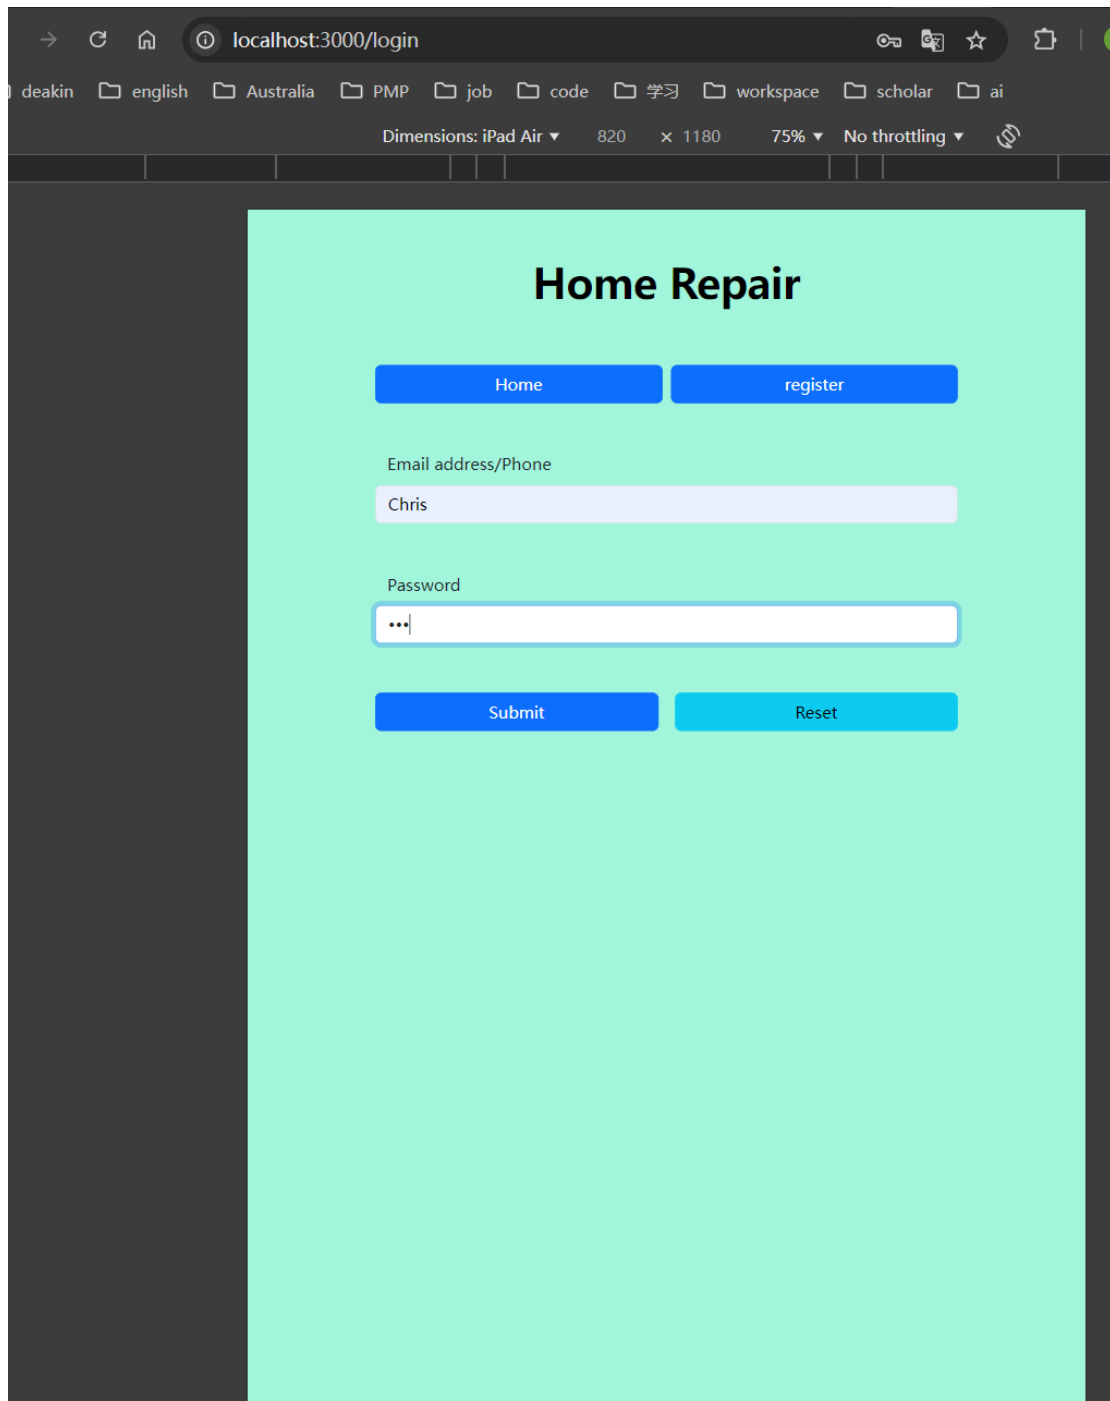 localhost:3000/login
deakin english Australia PMP job code 学习 workspace scholar ai
Dimensions: iPad Air ▼ 820 × 1180 75% ▼ No throttling ▼
Home Repair
Home register
Email address/Phone
Chris
Password
•••
Submit Reset